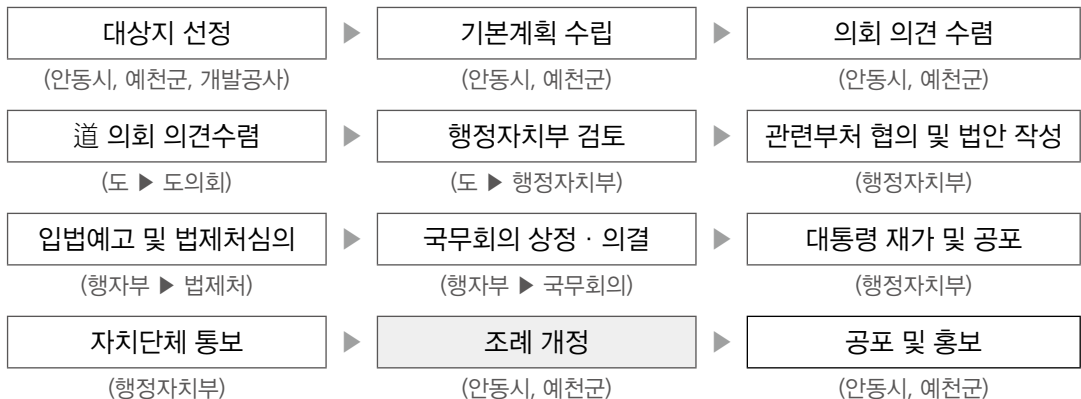 대상지 선정 ▶ 기본계획 수립 ▶ 의회 의견 수렴
(안동시, 예천군, 개발공사) (안동시, 예천군) (안동시, 예천군)
道 의회 의견수렴 ▶ 행정자치부 검토 ▶ 관련부처 협의 및 법안 작성
(도 ▶ 도의회) (도 ▶ 행정자치부) (행정자치부)
입법예고 및 법제처심의 ▶ 국무회의 상정 · 의결 ▶ 대통령 재가 및 공포
(행자부 ▶ 법제처) (행자부 ▶ 국무회의) (행정자치부)
자치단체 통보 ▶ 조례 개정 ▶ 공포 및 홍보
(행정자치부) (안동시, 예천군) (안동시, 예천군)